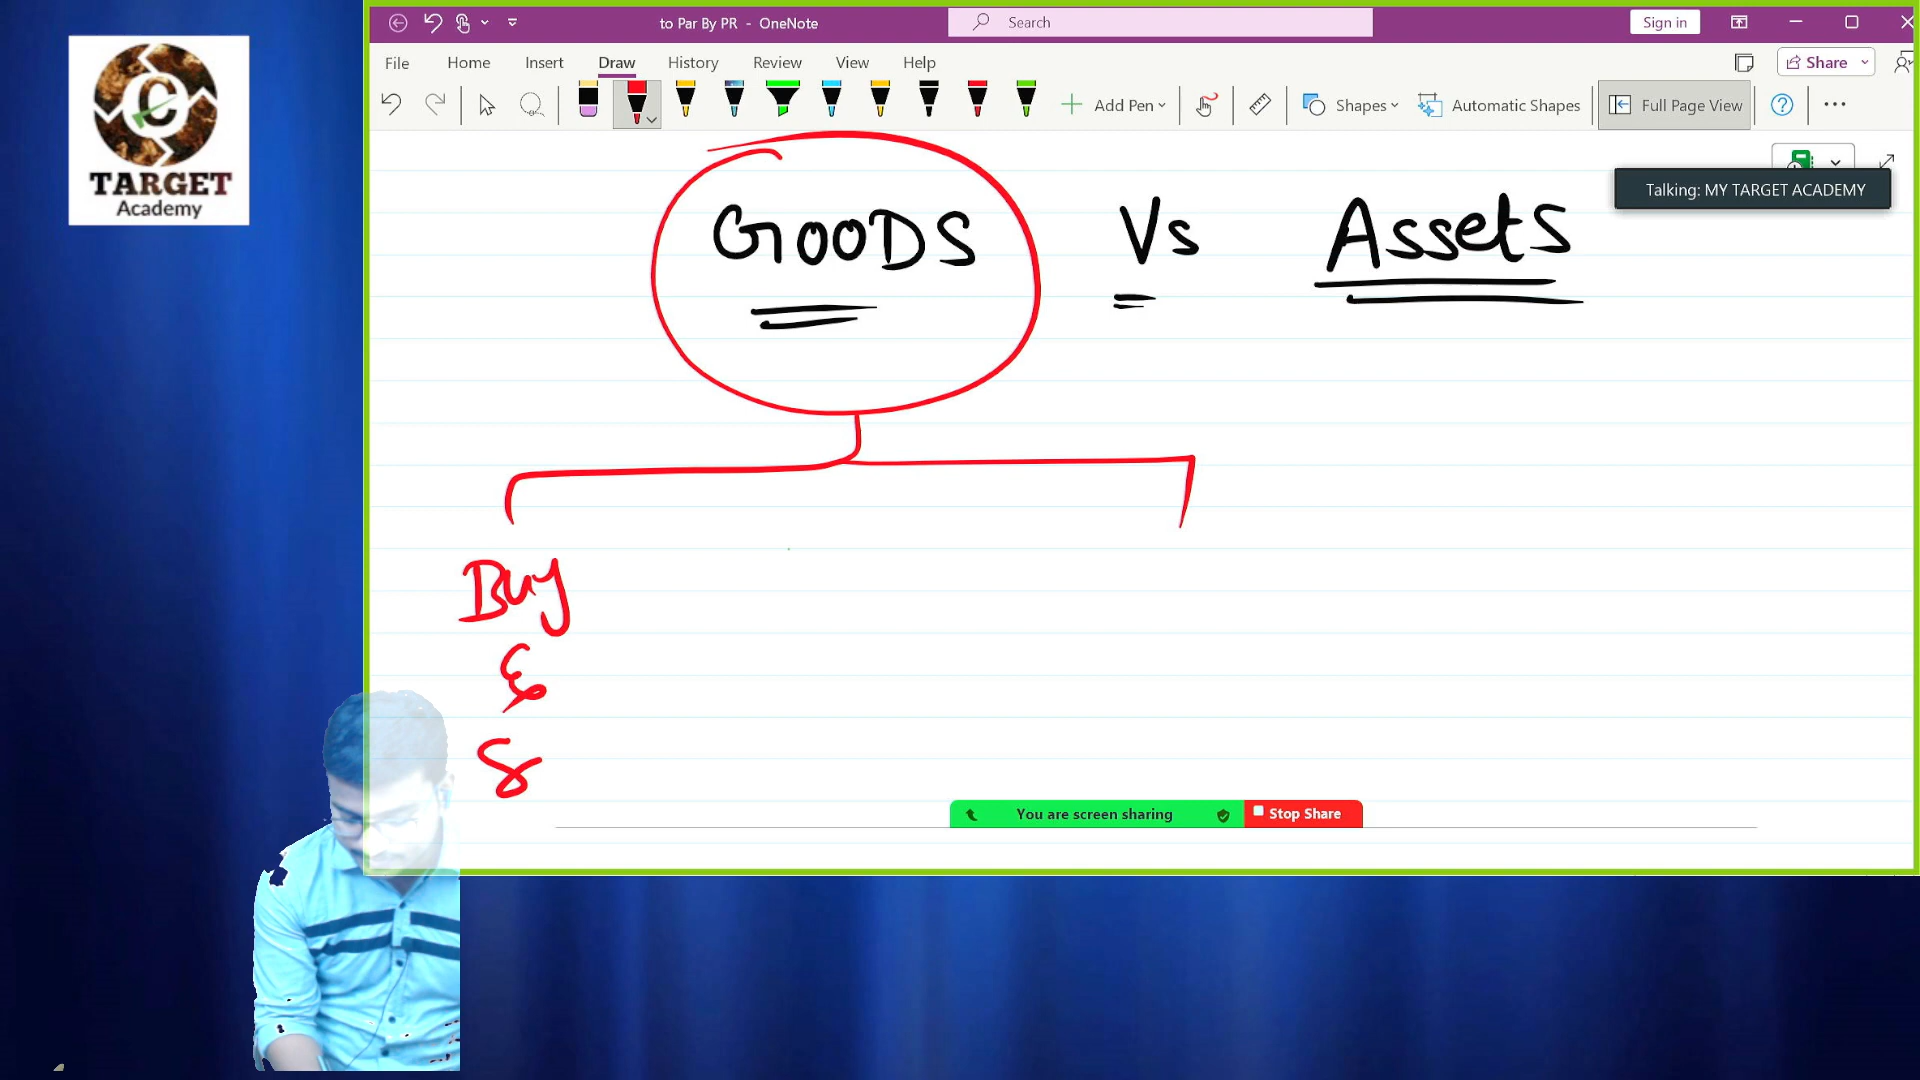 to Par By PR - OneNote
Search
Sign in
File Home Insert Draw History Review View Help
Share
Add Pen
Shapes
Automatic Shapes
Full Page View
Talking: MY TARGET ACADEMY
C
TARGET
Academy
GOODS Vs Assets
Buy
&
S
You are screen sharing
Stop Share